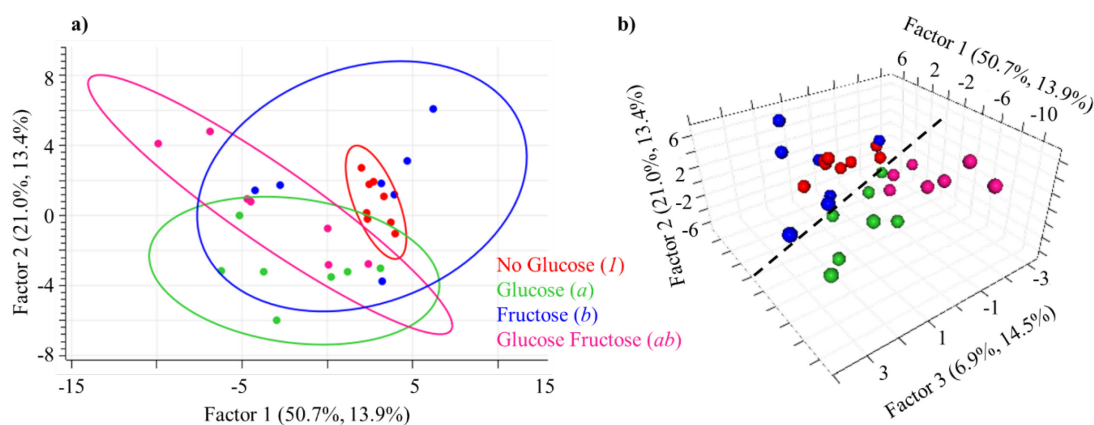 a)
8
4
0
-4
-8
Factor 2 (21.0%, 13.4%)
-15
-5
5
15
Factor 1 (50.7%, 13.9%)
No Glucose (1)
Glucose (a)
Fructose (b)
Glucose Fructose (ab)
b)
Factor 1 (50.7%, 13.9%)
6
2
-2
-6
-10
Factor 2 (21.0%, 13.4%)
6
2
-2
-6
3
1
-1
-3
Factor 3 (6.9%, 14.5%)